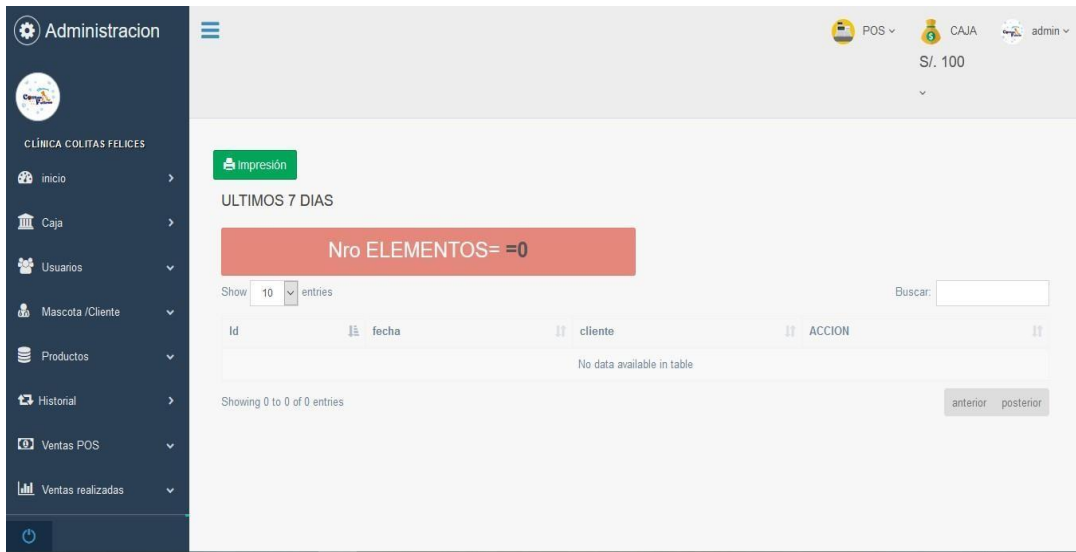 Administracion
POS
CAJA
admin
S/. 100
CLÍNICA COLITAS FELICES
inicio
Caja
Usuarios
Mascota /Cliente
Productos
Historial
Ventas POS
Ventas realizadas
Impresión
ULTIMOS 7 DIAS
Nro ELEMENTOS= =0
Show 10 entries
Buscar:
Id fecha cliente ACCION
No data available in table
Showing 0 to 0 of 0 entries
anterior posterior